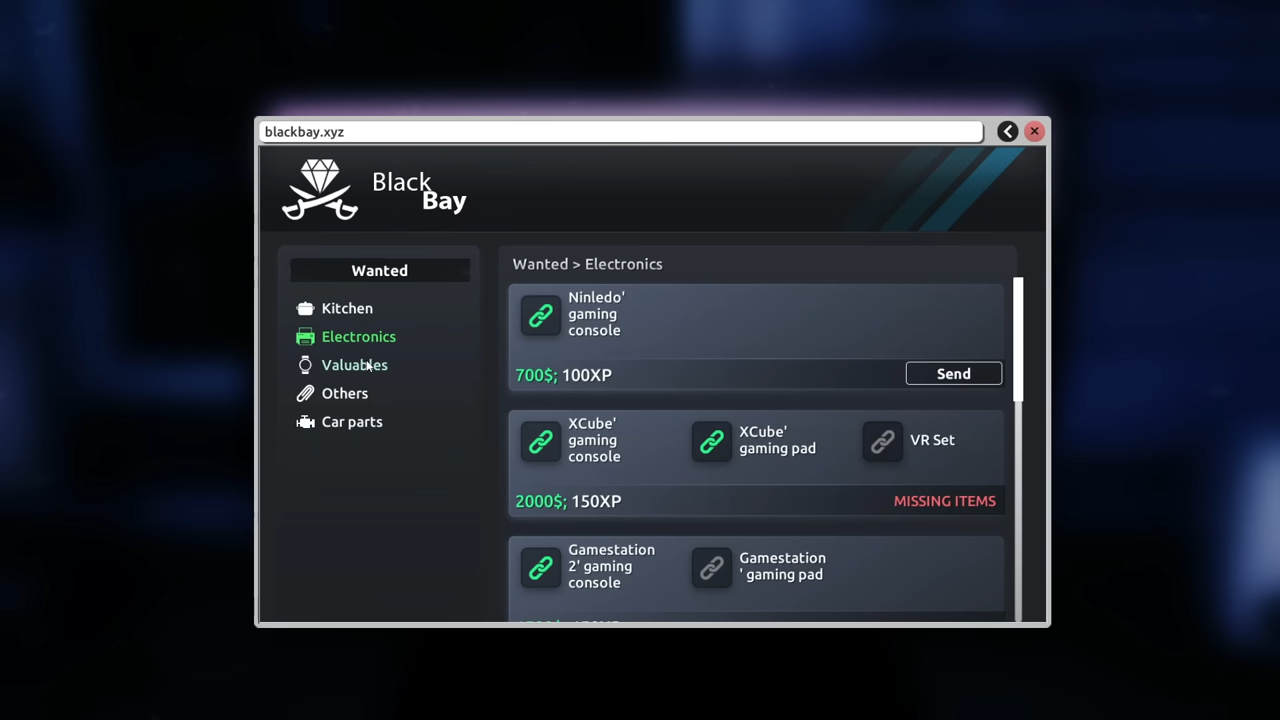 blackbay.xyz
Black
Bay
Wanted
Kitchen
Electronics
Valuables
Others
Car parts
Wanted > Electronics
Ninledo'
gaming
console
700$; 100XP
Send
XCube'
gaming
console
XCube'
gaming pad
VR Set
2000$; 150XP
MISSING ITEMS
Gamestation
2' gaming
console
Gamestation
' gaming pad